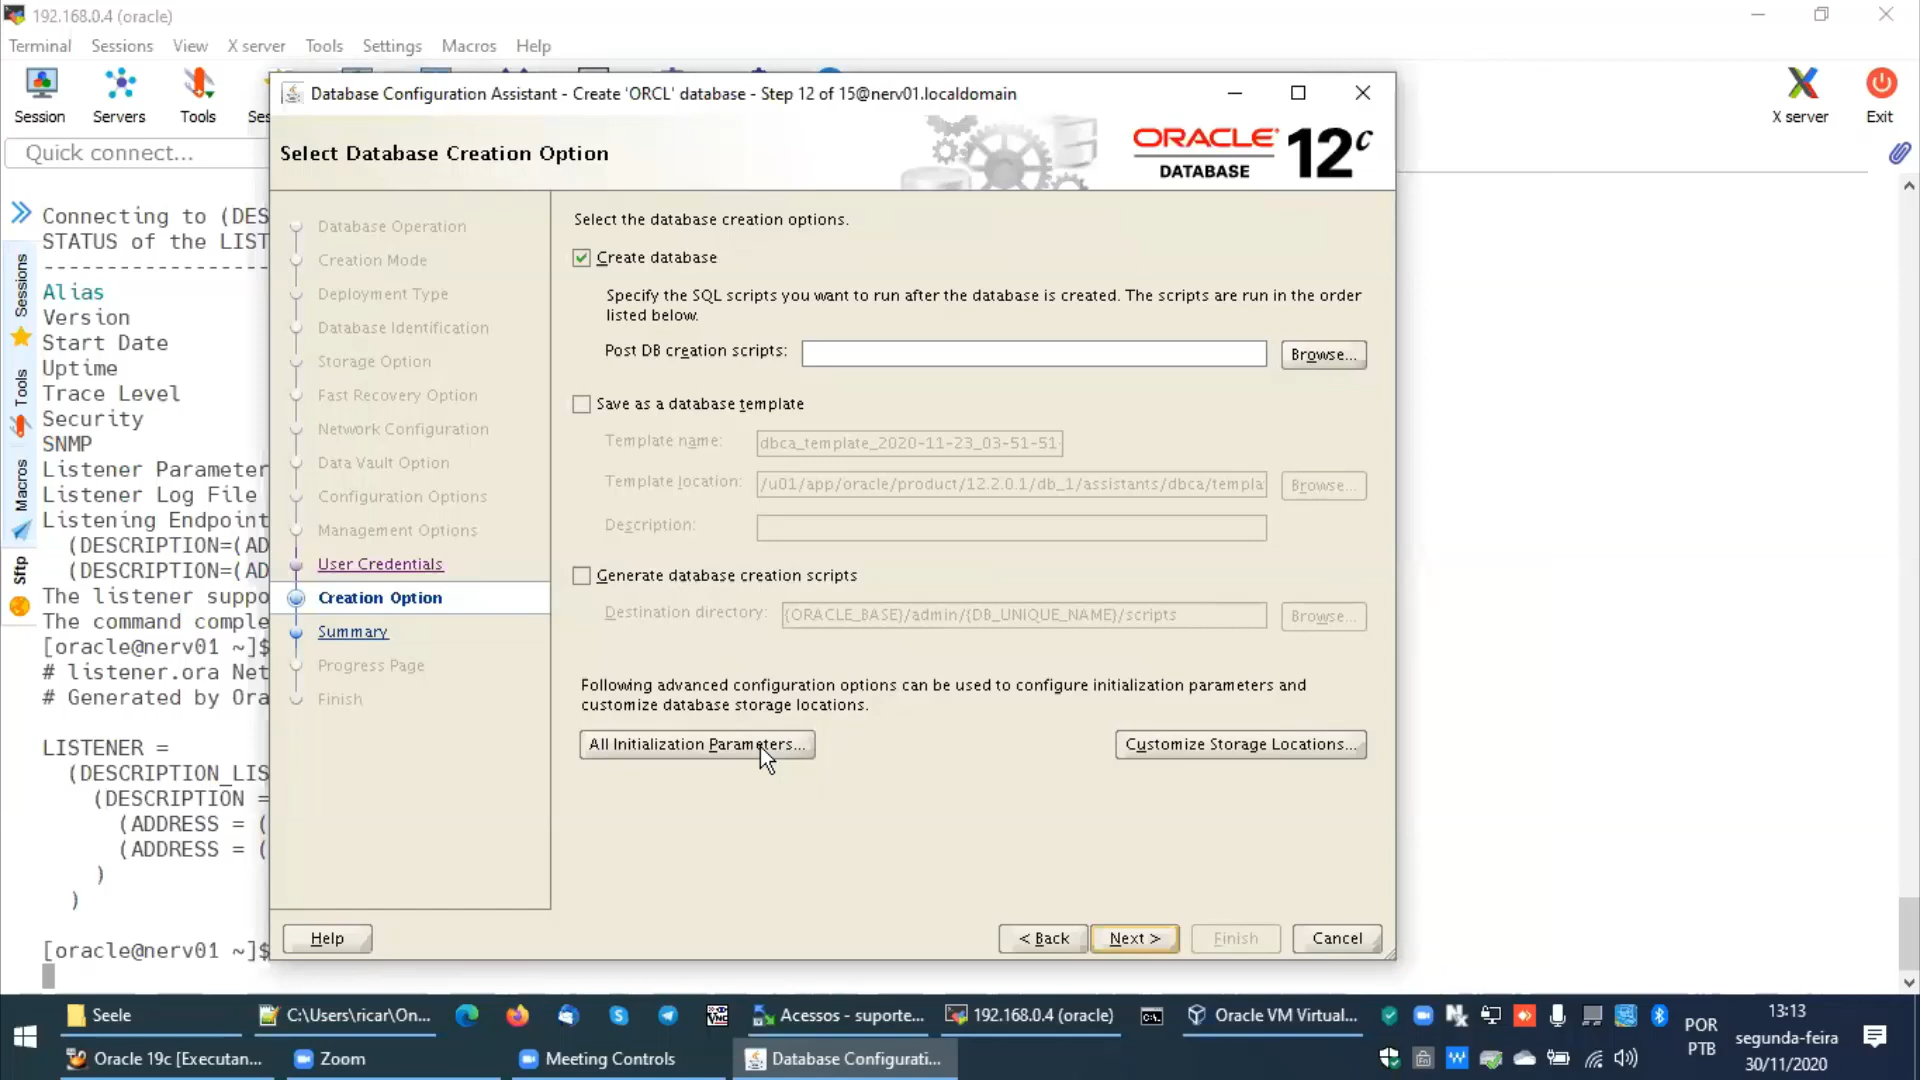 192.168.0.4 (oracle)
Terminal Sessions View X server Tools Settings Macros Help
Session Servers Tools X server Exit
Quick connect...
Sessions
Tools
Macros
Sftp
Connecting to (DES
STATUS of the LIST
------------------
Alias
Version
Start Date
Uptime
Trace Level
Security
SNMP
Listener Parameter
Listener Log File
Listening Endpoint
(DESCRIPTION=(AD
(DESCRIPTION=(AD
The listener suppo
The command comple
[oracle@nerv01 ~]$
# listener.ora Net
# Generated by Ora
LISTENER =
(DESCRIPTION_LIS
(DESCRIPTION =
(ADDRESS = (
(ADDRESS = (
)
)
[oracle@nerv01 ~]$
Database Configuration Assistant - Create 'ORCL' database - Step 12 of 15@nerv01.localdomain
Select Database Creation Option
ORACLE DATABASE 12c
Database Operation
Creation Mode
Deployment Type
Database Identification
Storage Option
Fast Recovery Option
Network Configuration
Data Vault Option
Configuration Options
Management Options
User Credentials
Creation Option
Summary
Progress Page
Finish
Select the database creation options.
Create database
Specify the SQL scripts you want to run after the database is created. The scripts are run in the order
listed below.
Post DB creation scripts: Browse...
Save as a database template
Template name: dbca_template_2020-11-23_03-51-51
Template location: /u01/app/oracle/product/12.2.0.1/db_1/assistants/dbca/templa Browse...
Description:
Generate database creation scripts
Destination directory: {ORACLE_BASE}/admin/{DB_UNIQUE_NAME}/scripts Browse...
Following advanced configuration options can be used to configure initialization parameters and
customize database storage locations.
All Initialization Parameters... Customize Storage Locations...
Help < Back Next > Finish Cancel
Seele C:\Users\ricar\On... Acessos - suporte... 192.168.0.4 (oracle) Oracle VM Virtual...
Oracle 19c [Executan... Zoom Meeting Controls Database Configurati...
POR
PTB
13:13
segunda-feira
30/11/2020